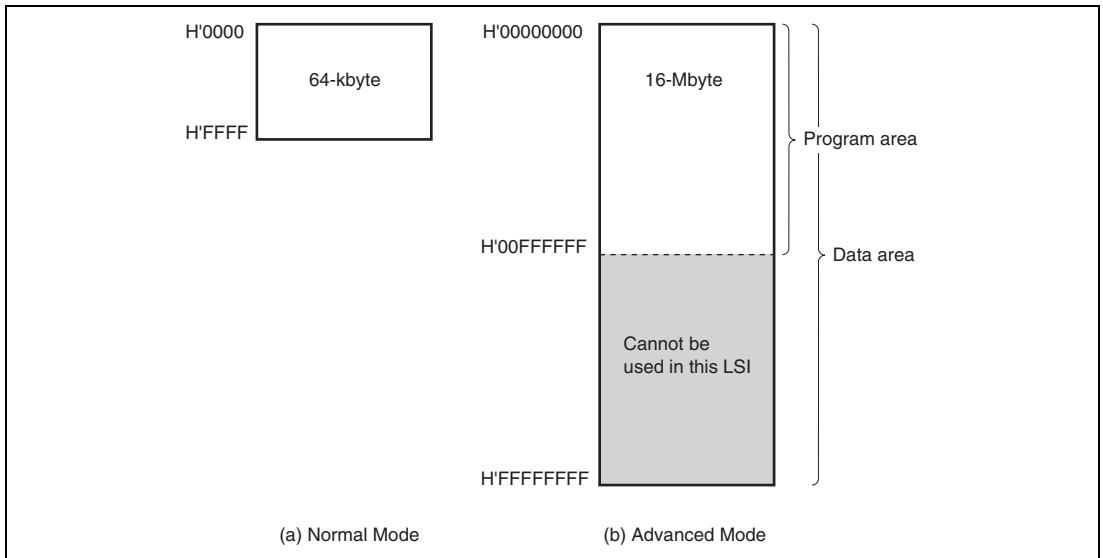 H'0000
64-kbyte
H'FFFF
H'00000000
16-Mbyte
Program area
H'00FFFFFF
Data area
Cannot be
used in this LSI
H'FFFFFFFF
(a) Normal Mode
(b) Advanced Mode